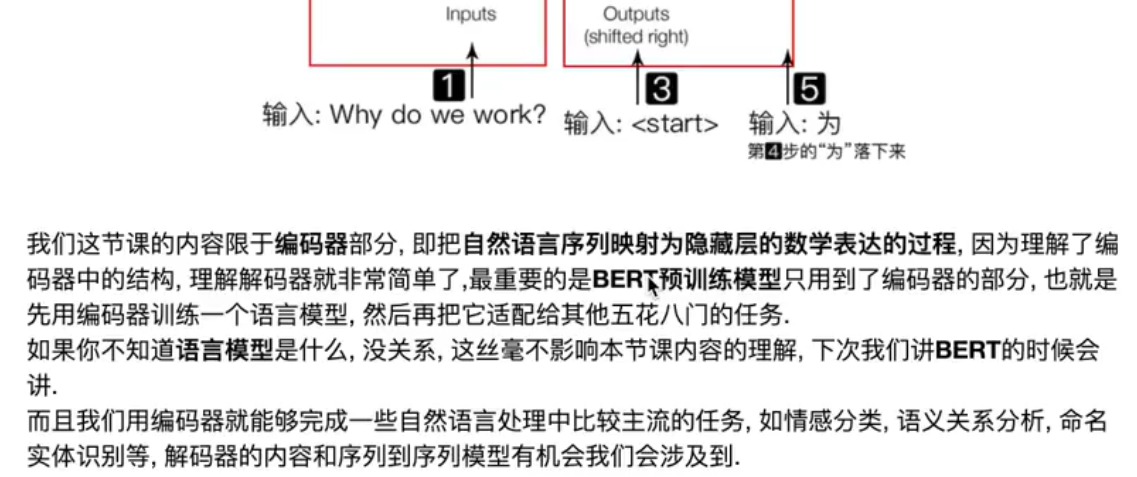 Inputs
Outputs
(shifted right)
1
3
5
输入: Why do we work?
输入: <start>
输入: 为
第4步的“为”落下来
我们这节课的内容限于编码器部分, 即把自然语言序列映射为隐藏层的数学表达的过程, 因为理解了编
码器中的结构, 理解解码器就非常简单了,最重要的是BERT预训练模型只用到了编码器的部分, 也就是
先用编码器训练一个语言模型, 然后再把它适配给其他五花八门的任务.
如果你不知道语言模型是什么, 没关系, 这丝毫不影响本节课内容的理解, 下次我们讲BERT的时候会
讲.
而且我们用编码器就能够完成一些自然语言处理中比较主流的任务, 如情感分类, 语义关系分析, 命名
实体识别等, 解码器的内容和序列到序列模型有机会我们会涉及到.